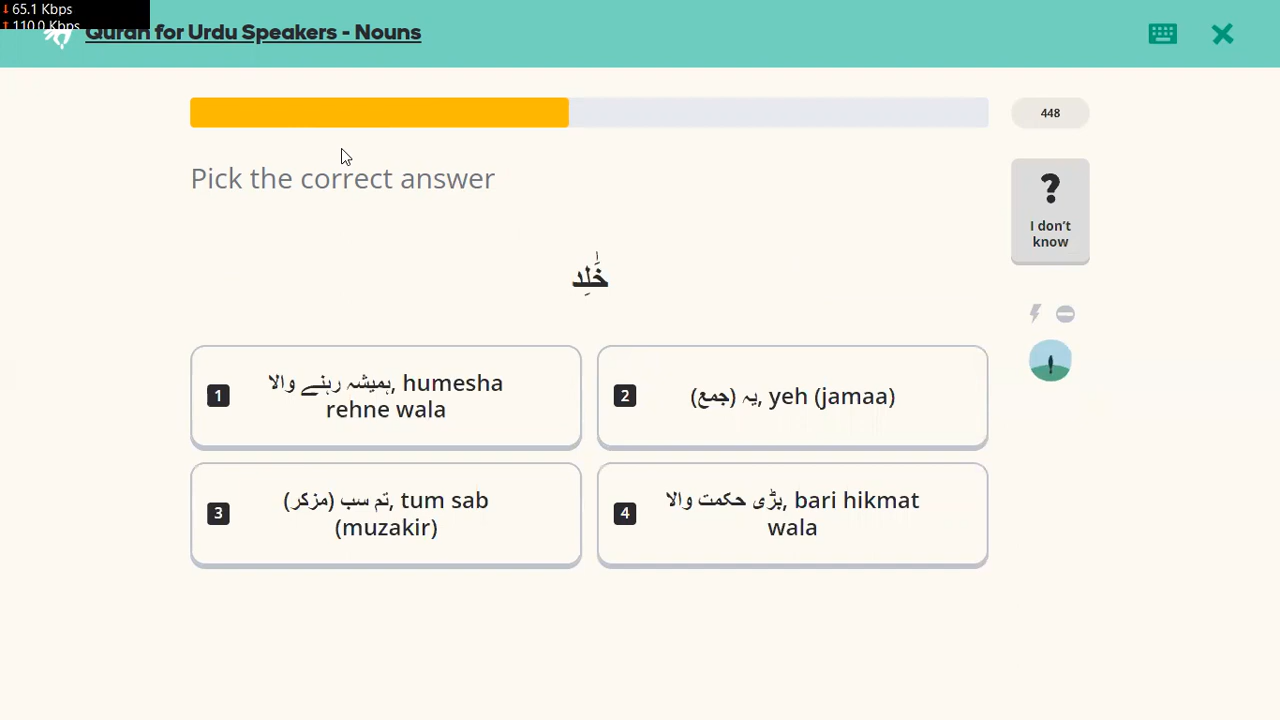 ↓ 65.1 Kbps
↑ 110.0 Kbps
Quran for Urdu Speakers - Nouns
448
Pick the correct answer
?
I don't
know
خَٰلِد
1
ہمیشہ رہنے والا, humesha
rehne wala
2
یہ (جمع), yeh (jamaa)
3
تم سب (مزکر), tum sab
(muzakir)
4
بڑی حکمت والا, bari hikmat
wala